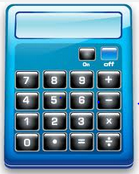 On off
7 8 9 +
4 5 6 -
1 2 3 x
0 • = ÷